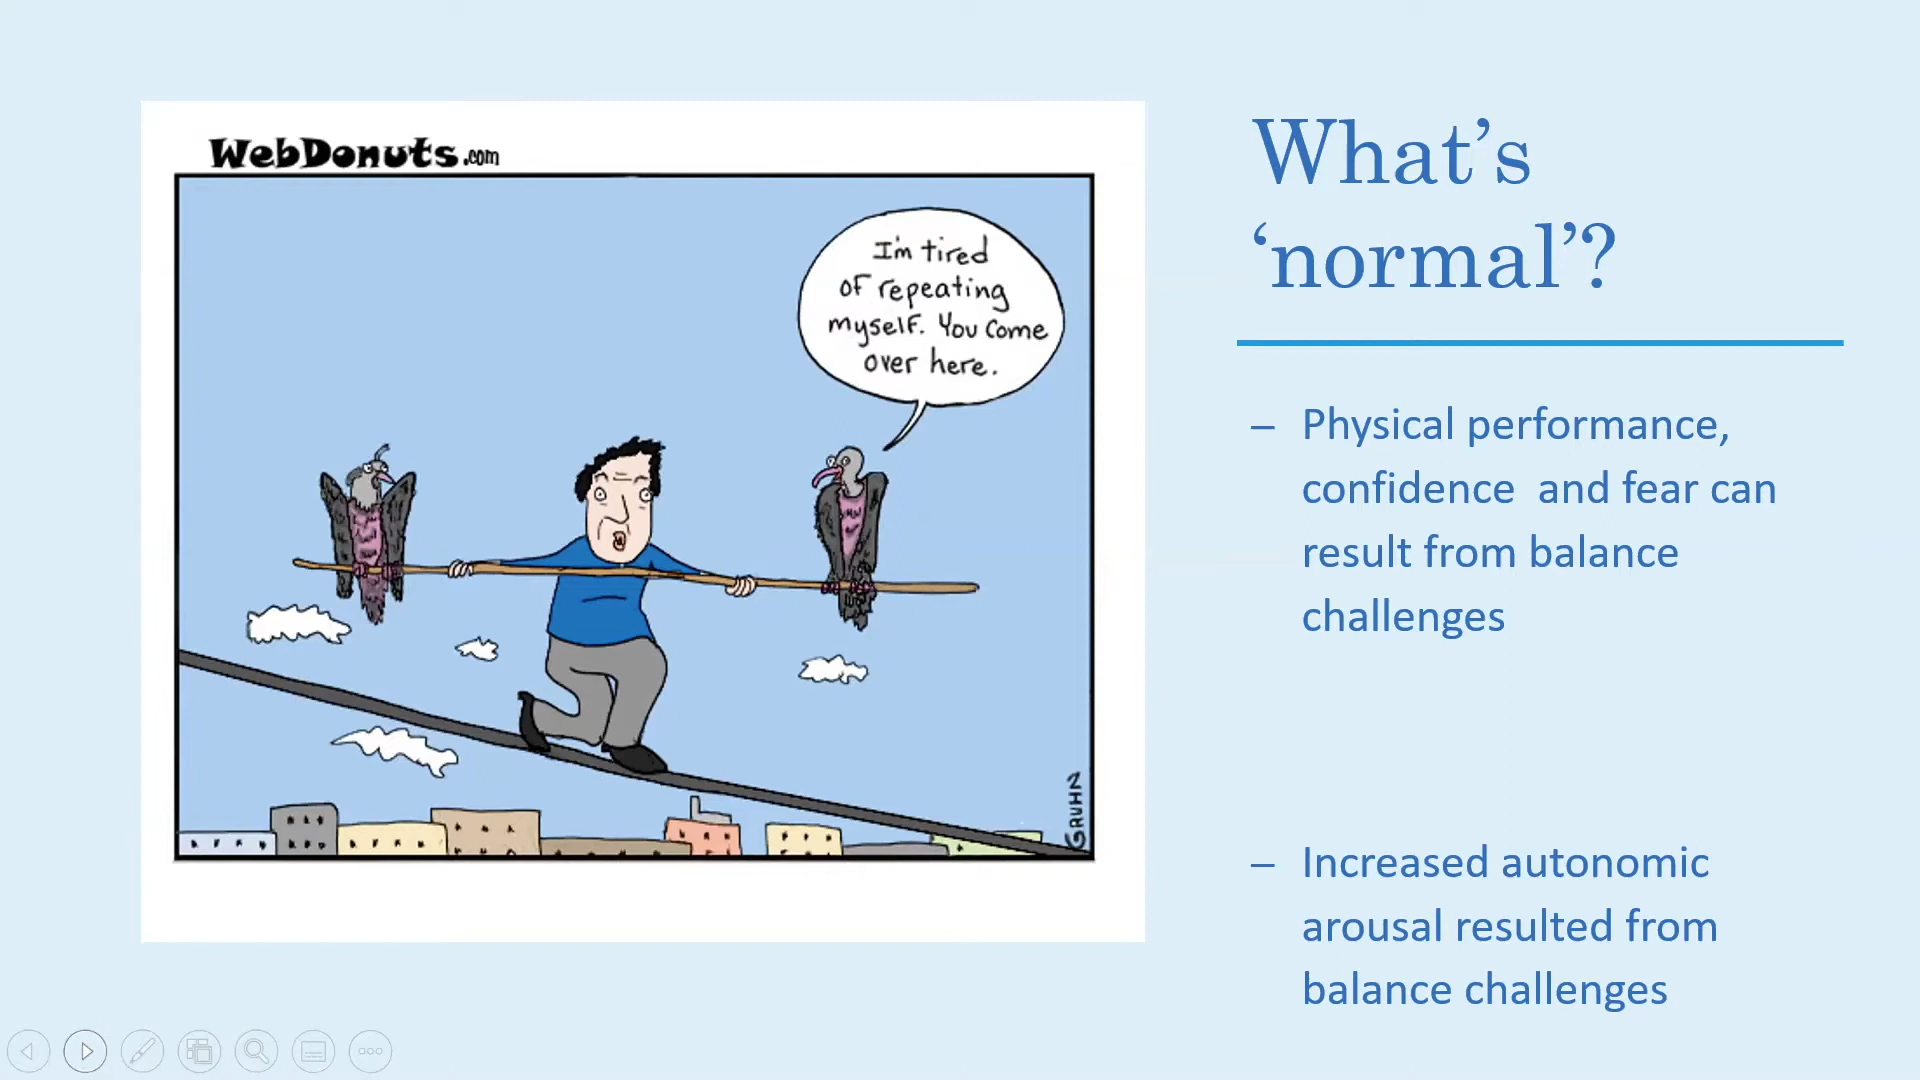 WebDonuts.com
I'm tired
of repeating
myself. You come
over here.
GRUHN
What's
‘normal’?
– Physical performance,
confidence  and fear can
result from balance
challenges
– Increased autonomic
arousal resulted from
balance challenges